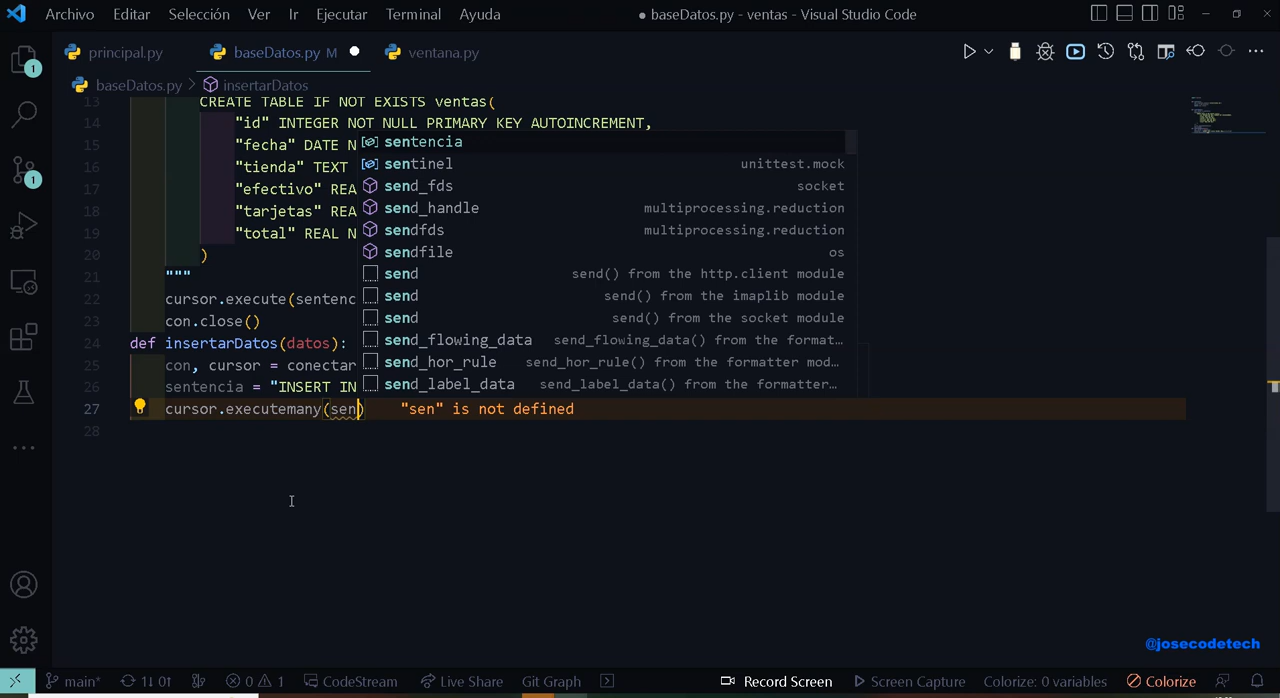 Archivo Editar Selección Ver Ir Ejecutar Terminal Ayuda ● baseDatos.py - ventas - Visual Studio Code
principal.py baseDatos.py M ventana.py
baseDatos.py > insertarDatos
1
1
13 CREATE TABLE IF NOT EXISTS ventas(
14 "id" INTEGER NOT NULL PRIMARY KEY AUTOINCREMENT,
15 "fecha" DATE N
16 "tienda" TEXT
17 "efectivo" REA
18 "tarjetas" REA
19 "total" REAL N
20 )
21 """
22 cursor.execute(sentenc
23 con.close()
24 def insertarDatos(datos):
25 con, cursor = conectar
26 sentencia = "INSERT IN
27 cursor.executemany(sen) "sen" is not defined
28
sentencia
sentinel unittest.mock
send_fds socket
send_handle multiprocessing.reduction
sendfds multiprocessing.reduction
sendfile os
send send() from the http.client module
send send() from the imaplib module
send send() from the socket module
send_flowing_data send_flowing_data() from the format…
send_hor_rule send_hor_rule() from the formatter mod…
send_label_data send_label_data() from the formatter…
@josecodetech
main* 1↓ 0↑ 0 1 CodeStream Live Share Git Graph Record Screen Screen Capture Colorize: 0 variables Colorize